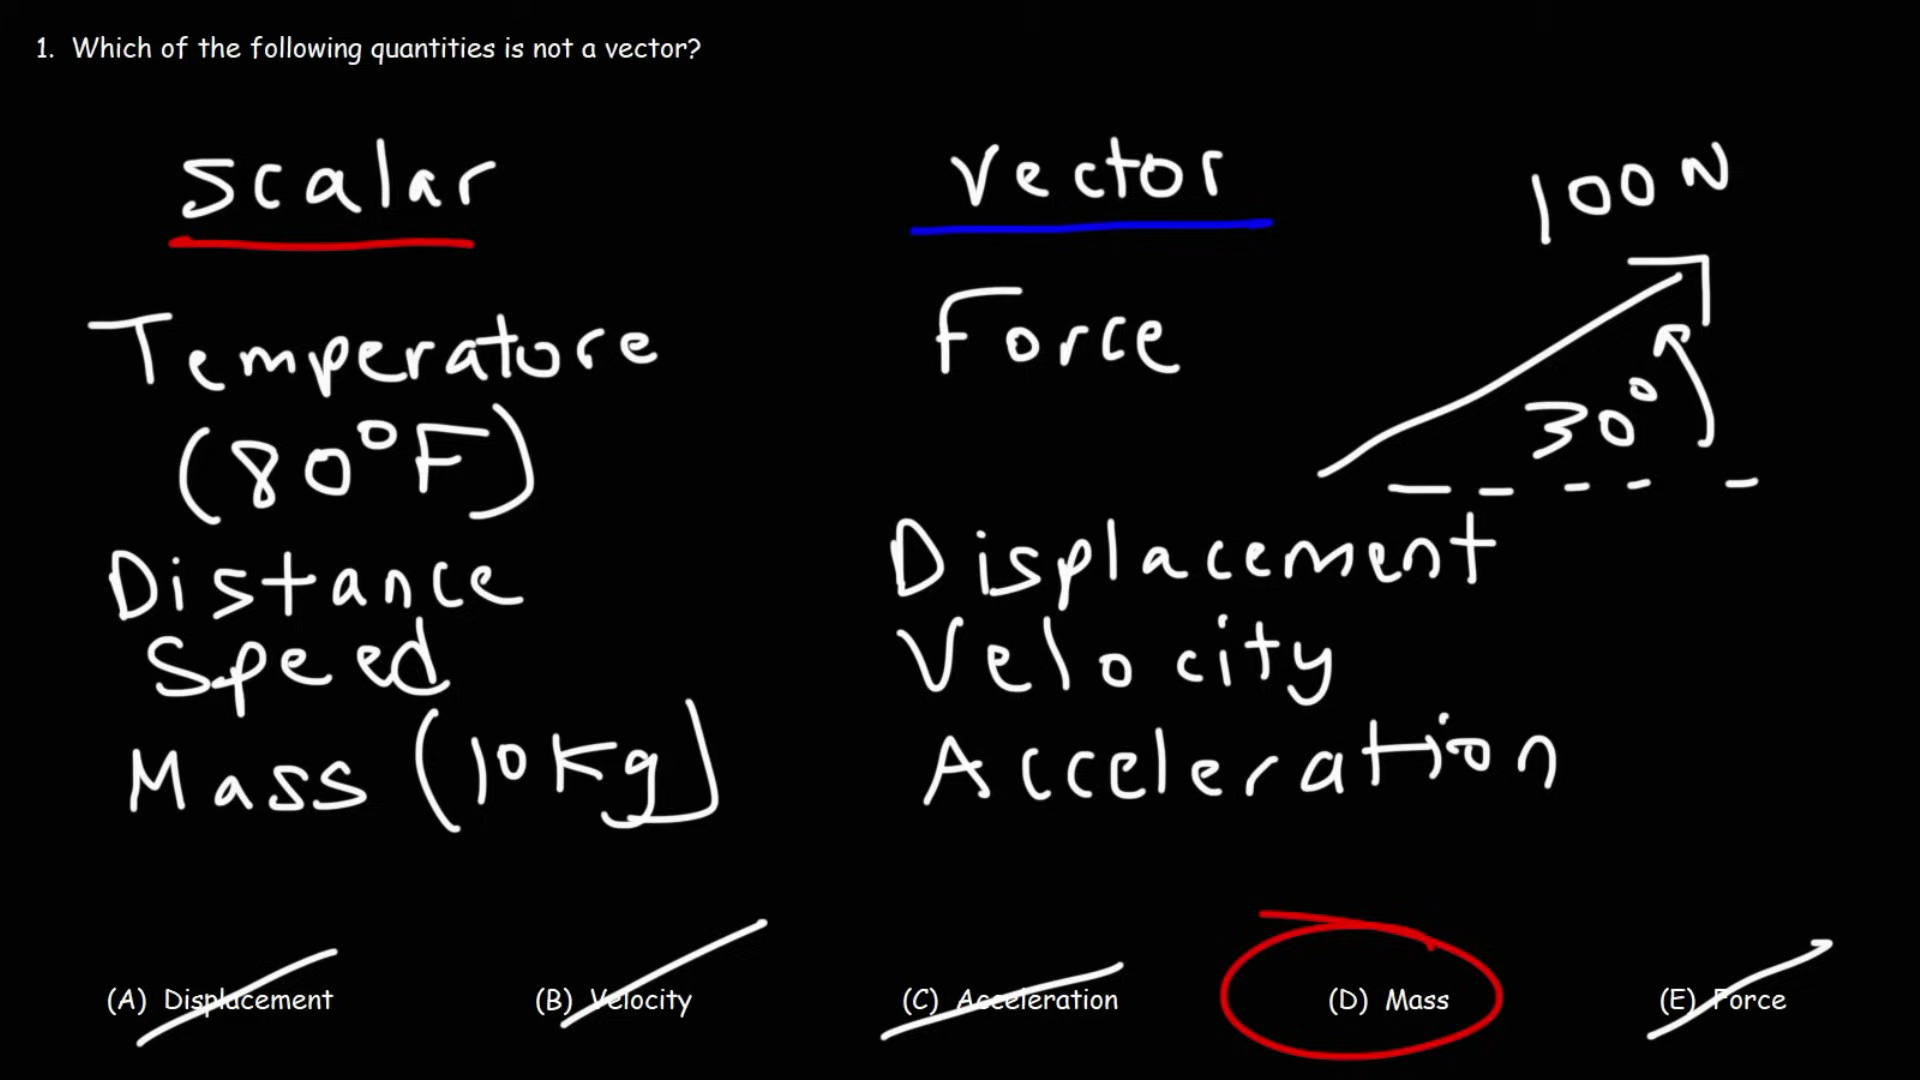 1. Which of the following quantities is not a vector?
scalar
vector
100 N
Temperature
Force
(80°F)
30°
Distance
Displacement
Speed
Velocity
Mass (10Kg)
Acceleration
(A) Displacement
(B) Velocity
(C) Acceleration
(D) Mass
(E) Force